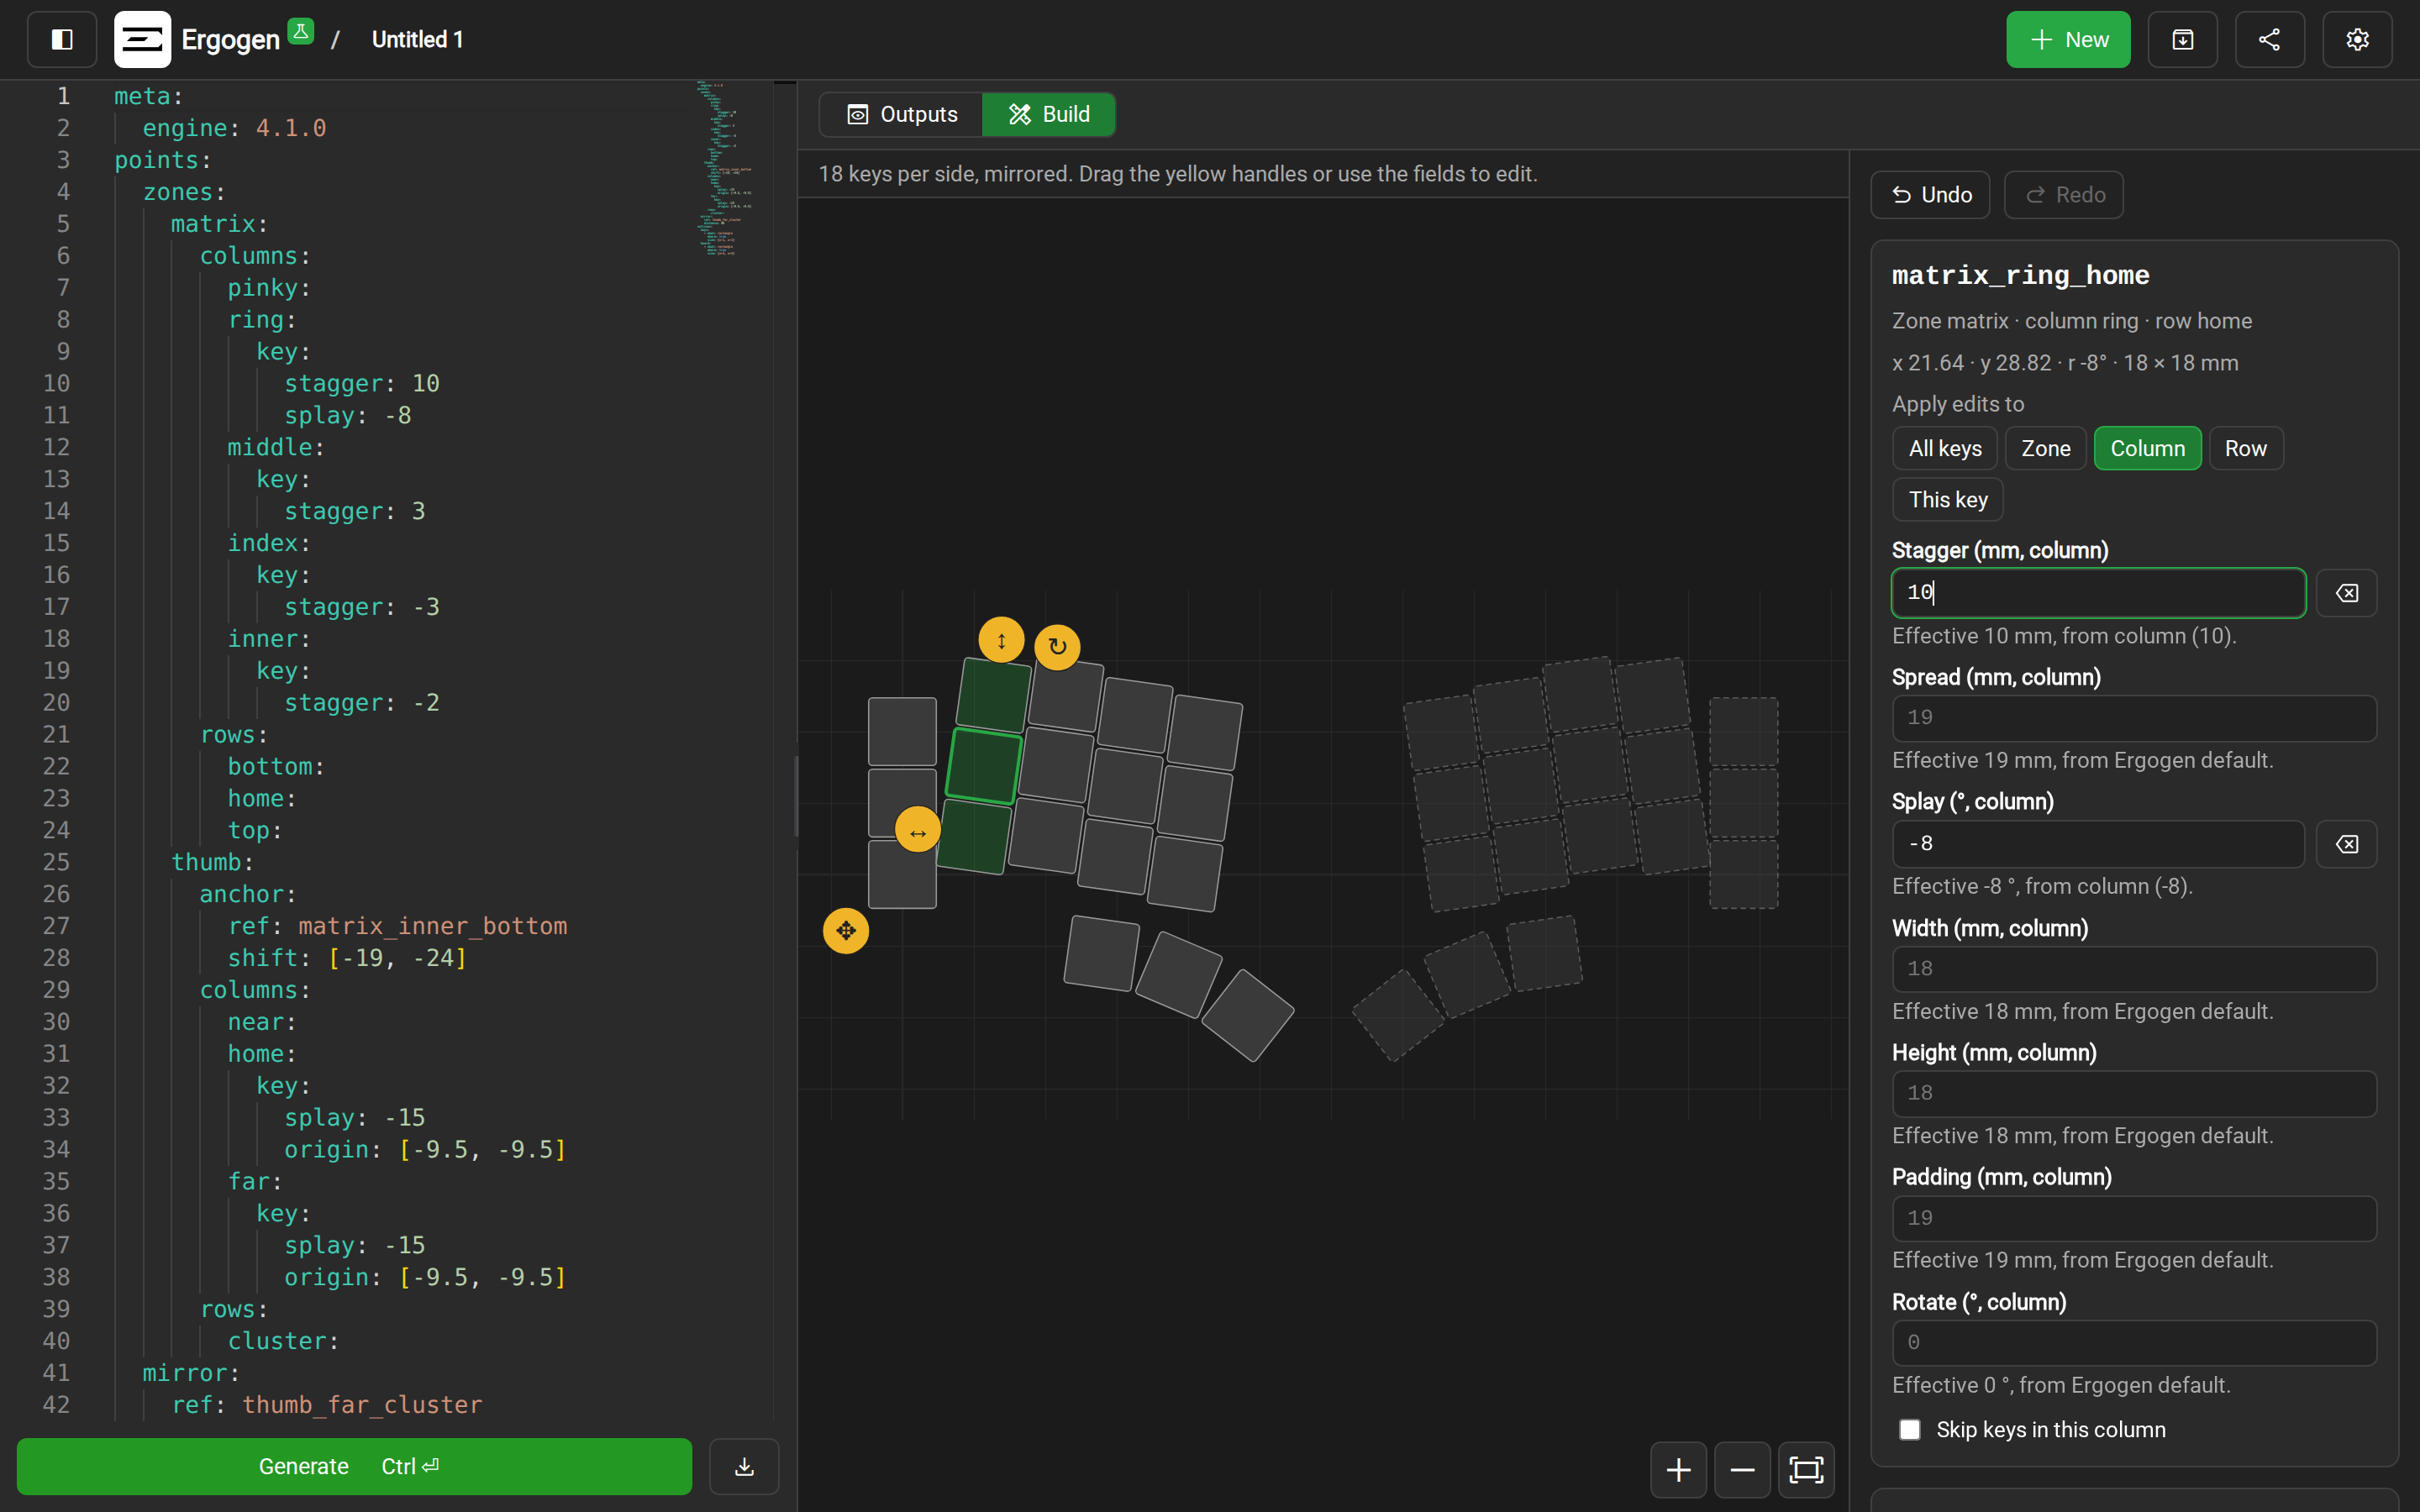 Ergogen / Untitled 1
New
1 meta:
2 engine: 4.1.0
3 points:
4 zones:
5 matrix:
6 columns:
7 pinky:
8 ring:
9 key:
10 stagger: 10
11 splay: -8
12 middle:
13 key:
14 stagger: 3
15 index:
16 key:
17 stagger: -3
18 inner:
19 key:
20 stagger: -2
21 rows:
22 bottom:
23 home:
24 top:
25 thumb:
26 anchor:
27 ref: matrix_inner_bottom
28 shift: [-19, -24]
29 columns:
30 near:
31 home:
32 key:
33 splay: -15
34 origin: [-9.5, -9.5]
35 far:
36 key:
37 splay: -15
38 origin: [-9.5, -9.5]
39 rows:
40 cluster:
41 mirror:
42 ref: thumb_far_cluster
Generate Ctrl ⏎
Outputs
Build
18 keys per side, mirrored. Drag the yellow handles or use the fields to edit.
Undo
Redo
matrix_ring_home
Zone matrix · column ring · row home
x 21.64 · y 28.82 · r -8° · 18 × 18 mm
Apply edits to
All keys
Zone
Column
Row
This key
Stagger (mm, column)
10
Effective 10 mm, from column (10).
Spread (mm, column)
19
Effective 19 mm, from Ergogen default.
Splay (°, column)
-8
Effective -8 °, from column (-8).
Width (mm, column)
18
Effective 18 mm, from Ergogen default.
Height (mm, column)
18
Effective 18 mm, from Ergogen default.
Padding (mm, column)
19
Effective 19 mm, from Ergogen default.
Rotate (°, column)
0
Effective 0 °, from Ergogen default.
Skip keys in this column